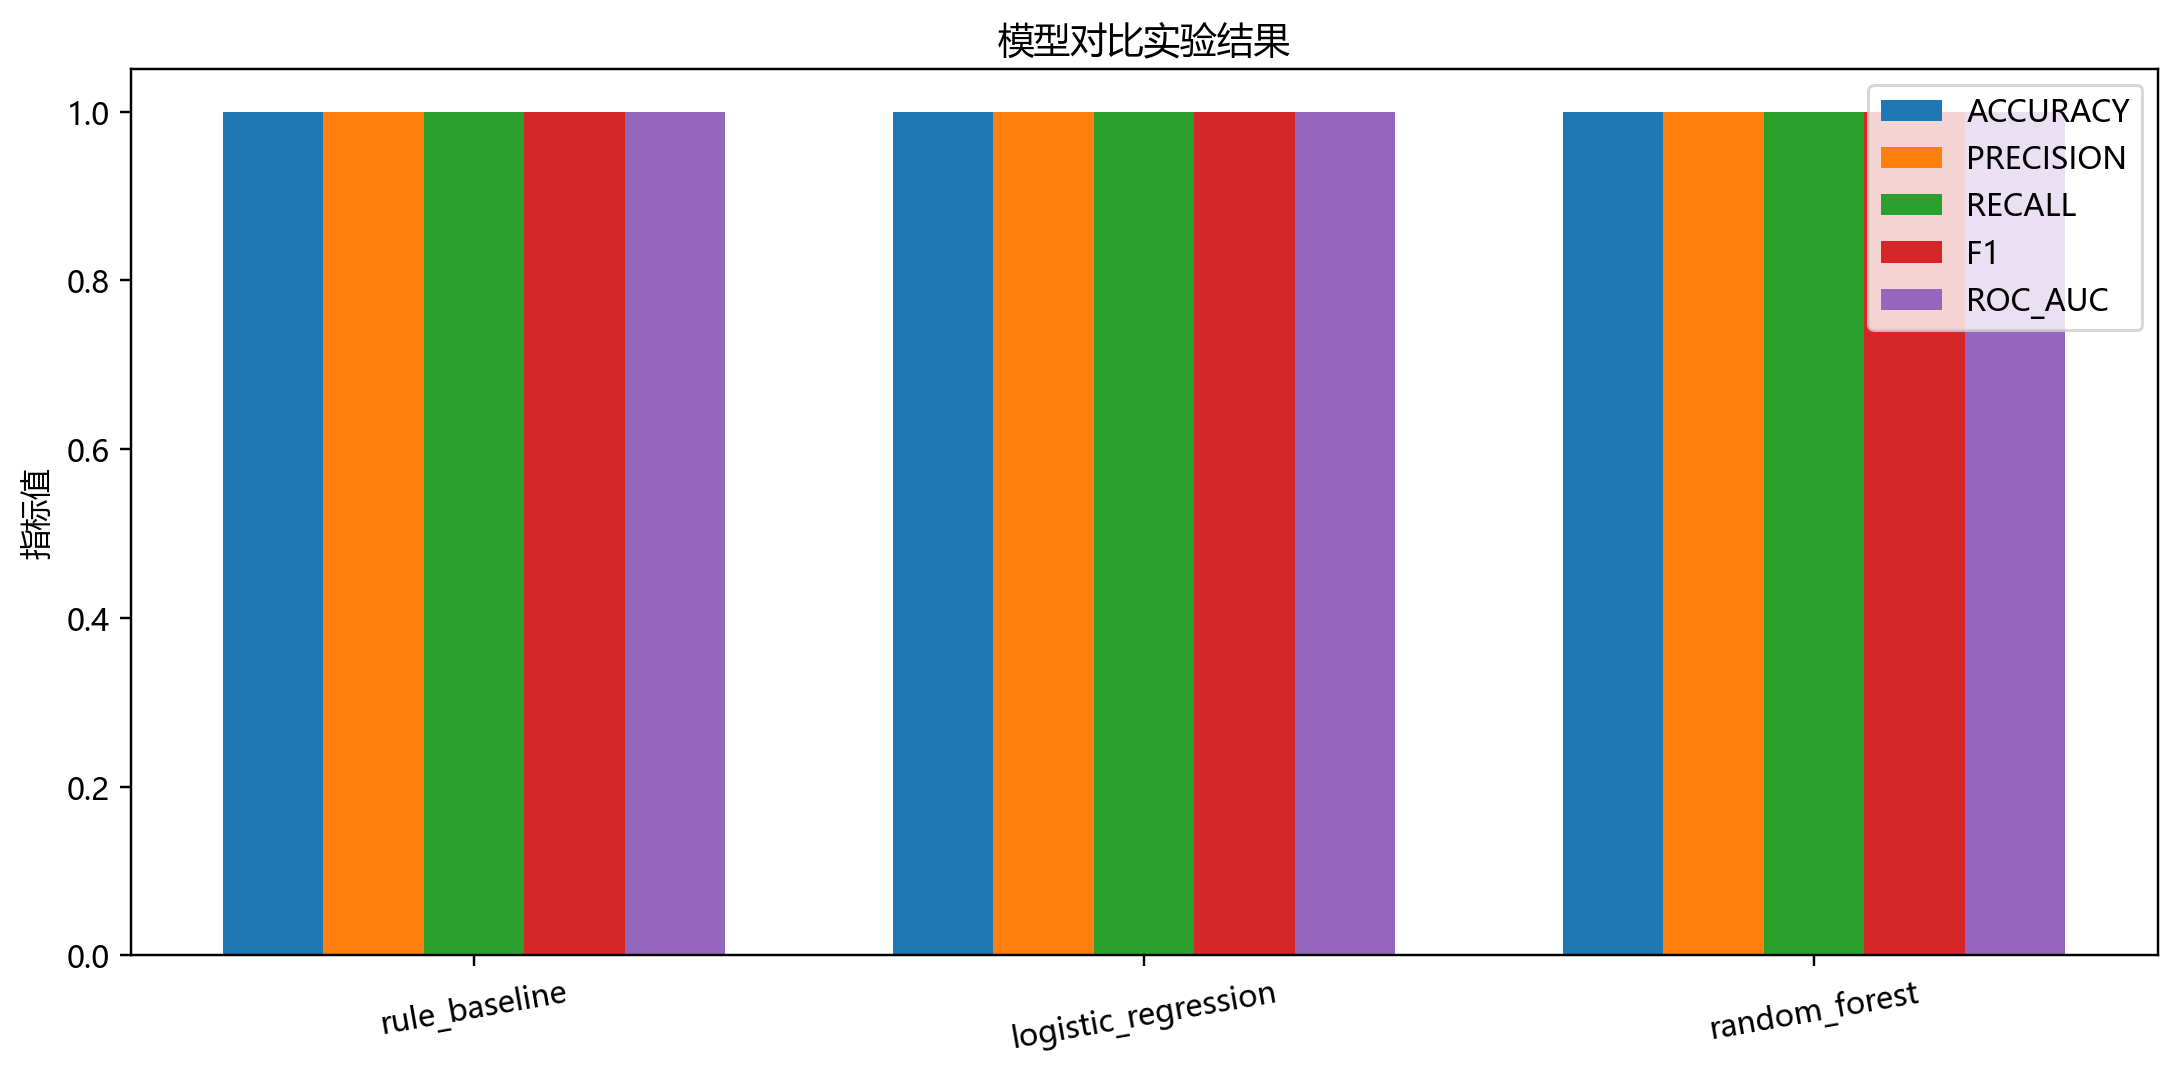 模型对比实验结果
指标值
1.0
0.8
0.6
0.4
0.2
0.0
ACCURACY
PRECISION
RECALL
F1
ROC_AUC
rule_baseline
logistic_regression
random_forest